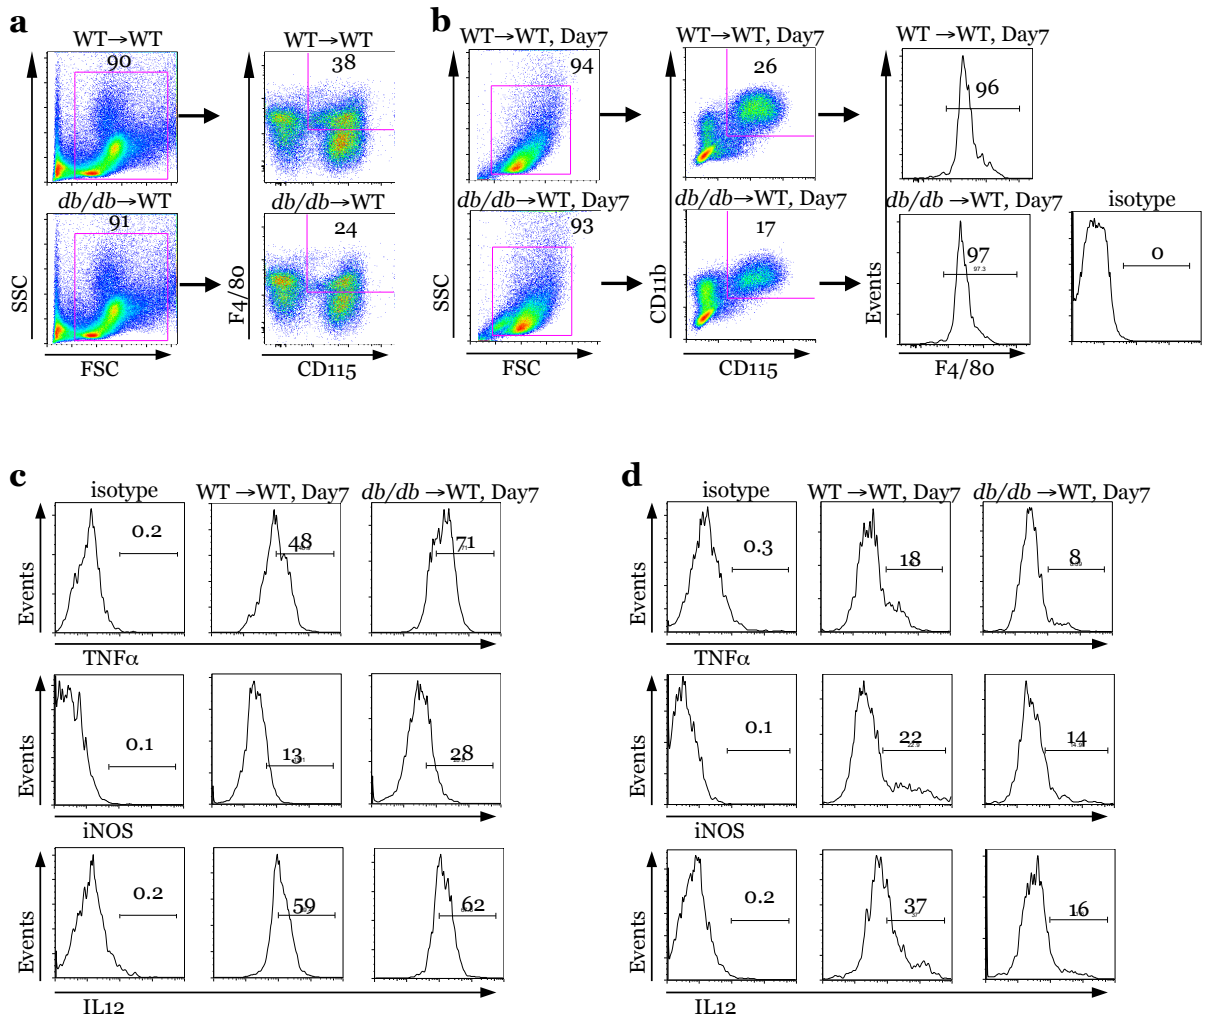 a
WT→WT
90
WT→WT
38
SSC
db/db→WT
91
F4/80
db/db→WT
24
FSC
CD115
b
WT→WT, Day7
94
WT→WT, Day7
26
WT →WT, Day7
96
SSC
db/db→WT, Day7
93
CD11b
db/db→WT, Day7
17
Events
db/db→WT, Day7
97
97.3
isotype
0
FSC
CD115
F4/80
c
isotype
WT →WT, Day7
db/db →WT, Day7
Events
0.2
48
71
TNFα
Events
0.1
13
28
iNOS
Events
0.2
59
62
IL12
d
isotype
WT →WT, Day7
db/db →WT, Day7
Events
0.3
18
8
TNFα
Events
0.1
22
22.9
14
iNOS
Events
0.2
37
16
IL12